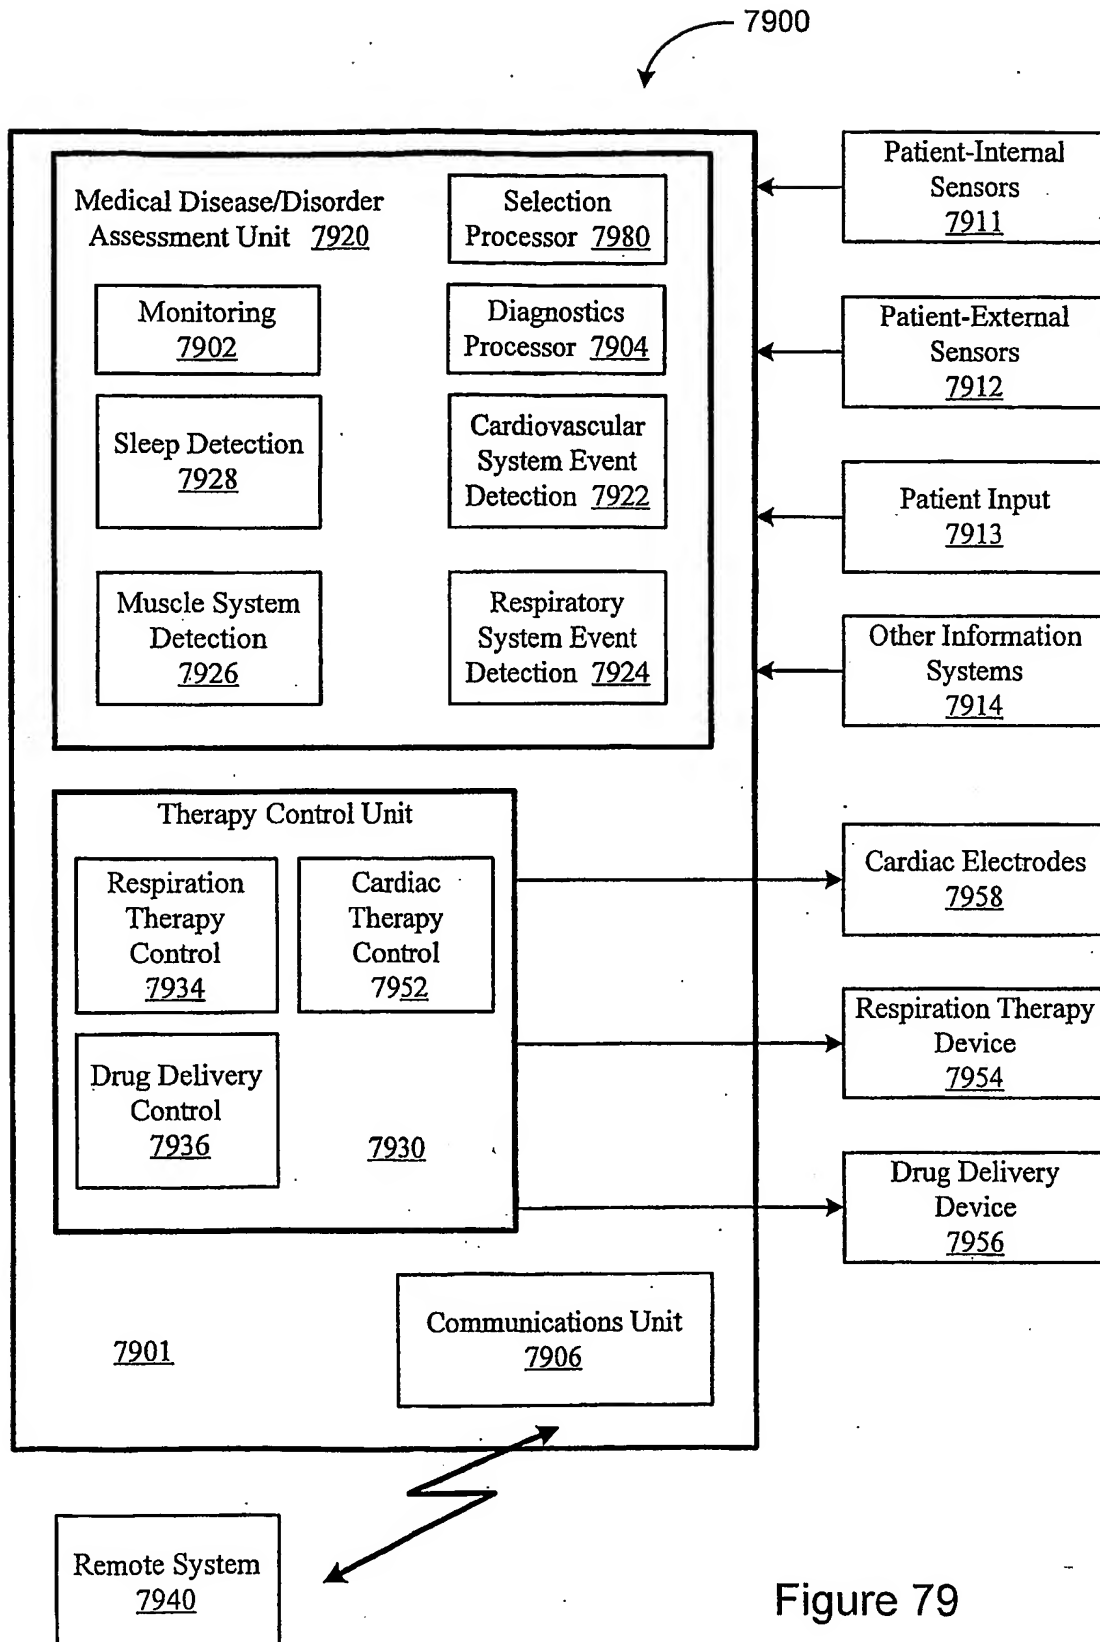 7900
Medical Disease/Disorder
Assessment Unit 7920
Selection
Processor 7980
Monitoring
7902
Diagnostics
Processor 7904
Sleep Detection
7928
Cardiovascular
System Event
Detection 7922
Muscle System
Detection
7926
Respiratory
System Event
Detection 7924
Patient-Internal
Sensors
7911
Patient-External
Sensors
7912
Patient Input
7913
Other Information
Systems
7914
Therapy Control Unit
Respiration
Therapy
Control
7934
Cardiac
Therapy
Control
7952
Drug Delivery
Control
7936
7930
Cardiac Electrodes
7958
Respiration Therapy
Device
7954
Drug Delivery
Device
7956
7901
Communications Unit
7906
Remote System
7940
Figure 79